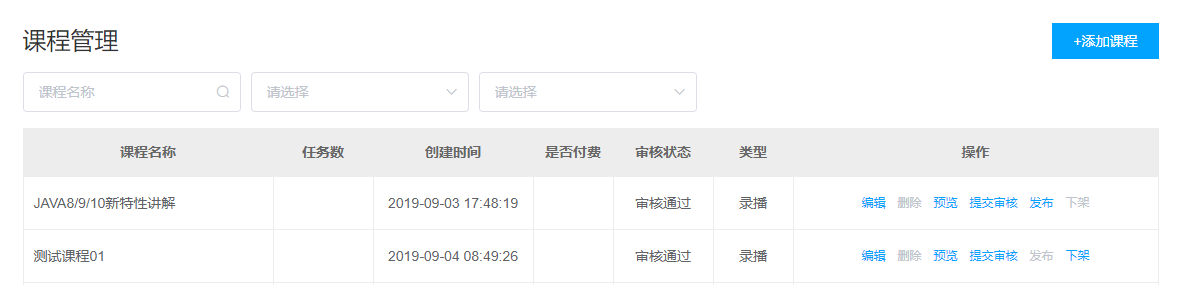 课程管理
+添加课程
课程名称 请选择 请选择
课程名称 任务数 创建时间 是否付费 审核状态 类型 操作
JAVA8/9/10新特性讲解 2019-09-03 17:48:19 审核通过 录播 编辑 删除 预览 提交审核 发布 下架
测试课程01 2019-09-04 08:49:26 审核通过 录播 编辑 删除 预览 提交审核 发布 下架